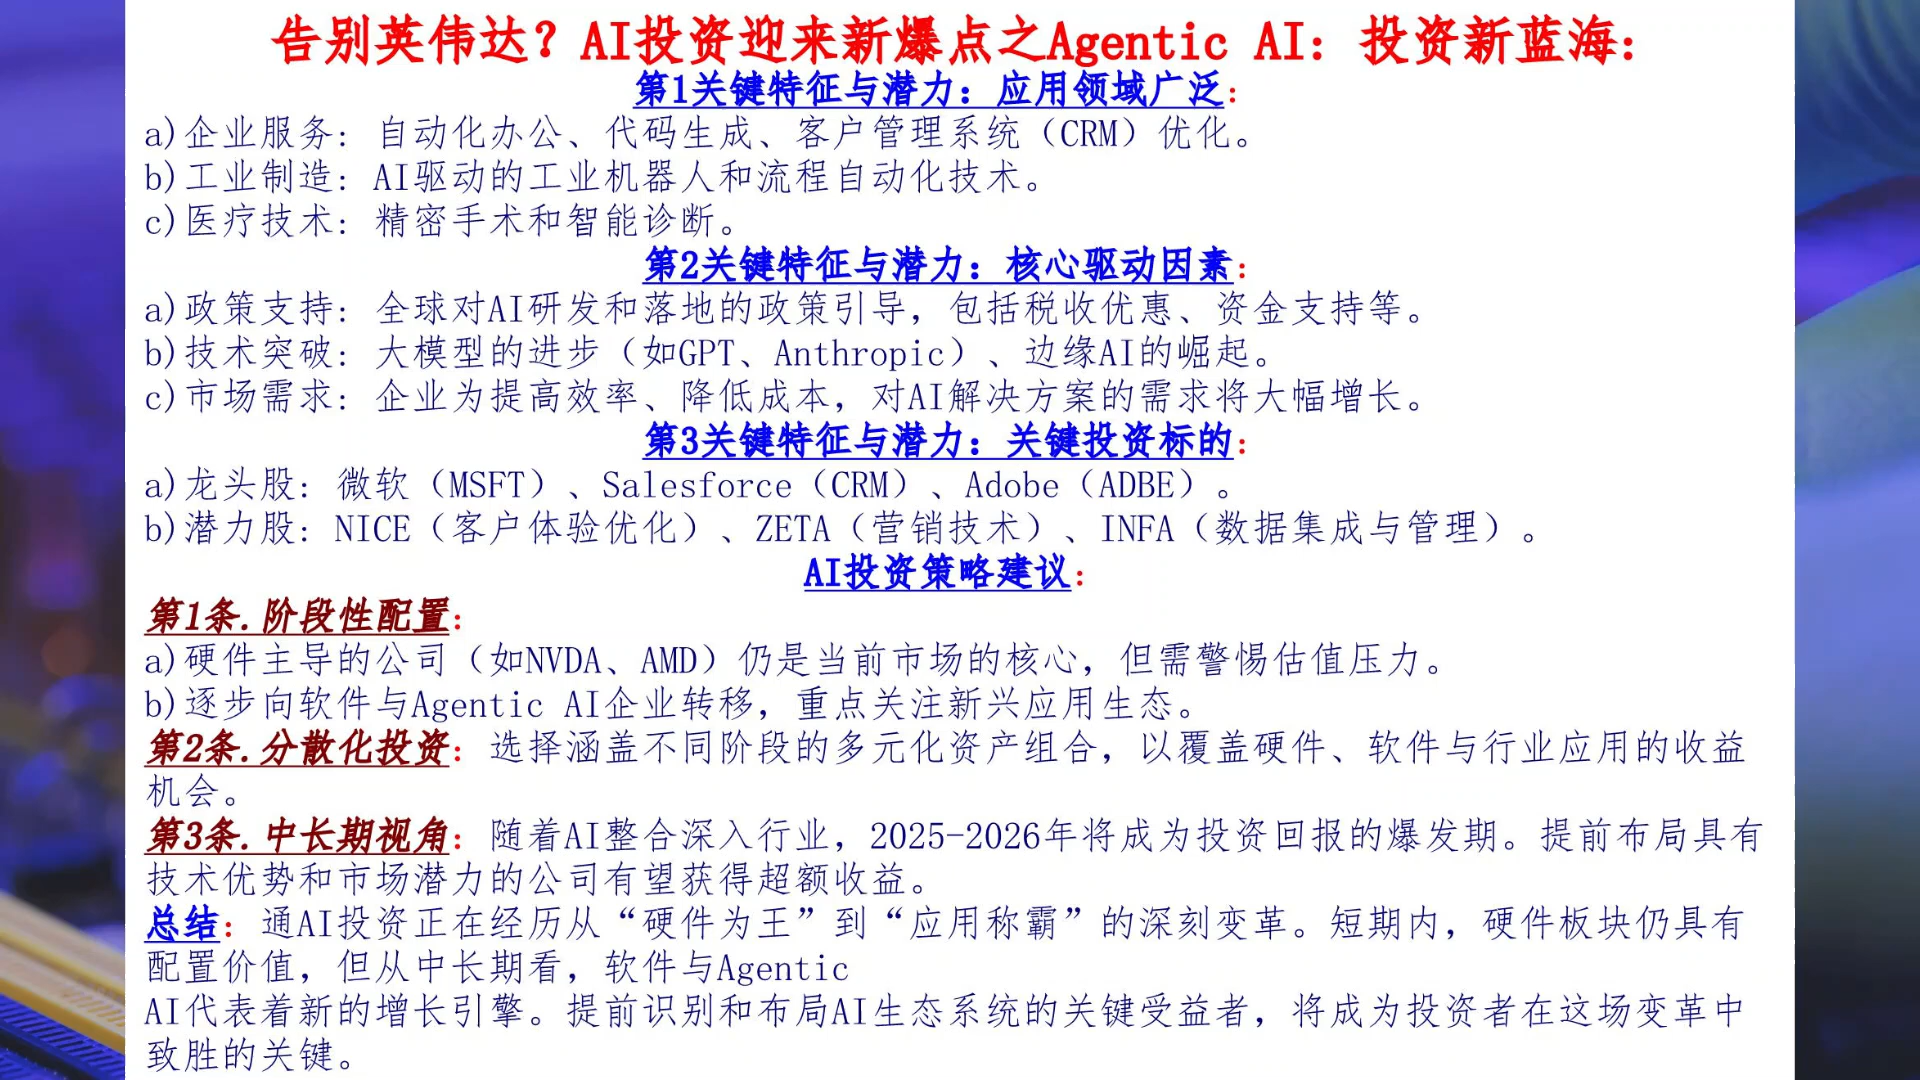 告别英伟达？AI投资迎来新爆点之Agentic AI：投资新蓝海：
第1关键特征与潜力：应用领域广泛：
a)企业服务：自动化办公、代码生成、客户管理系统（CRM）优化。
b)工业制造：AI驱动的工业机器人和流程自动化技术。
c)医疗技术：精密手术和智能诊断。
第2关键特征与潜力：核心驱动因素：
a)政策支持：全球对AI研发和落地的政策引导，包括税收优惠、资金支持等。
b)技术突破：大模型的进步（如GPT、Anthropic）、边缘AI的崛起。
c)市场需求：企业为提高效率、降低成本，对AI解决方案的需求将大幅增长。
第3关键特征与潜力：关键投资标的：
a)龙头股：微软（MSFT）、Salesforce（CRM）、Adobe（ADBE）。
b)潜力股：NICE（客户体验优化）、ZETA（营销技术）、INFA（数据集成与管理）。
AI投资策略建议：
第1条.阶段性配置：
a)硬件主导的公司（如NVDA、AMD）仍是当前市场的核心，但需警惕估值压力。
b)逐步向软件与Agentic AI企业转移，重点关注新兴应用生态。
第2条.分散化投资：选择涵盖不同阶段的多元化资产组合，以覆盖硬件、软件与行业应用的收益
机会。
第3条.中长期视角：随着AI整合深入行业，2025-2026年将成为投资回报的爆发期。提前布局具有
技术优势和市场潜力的公司有望获得超额收益。
总结：通AI投资正在经历从“硬件为王”到“应用称霸”的深刻变革。短期内，硬件板块仍具有
配置价值，但从中长期看，软件与Agentic
AI代表着新的增长引擎。提前识别和布局AI生态系统的关键受益者，将成为投资者在这场变革中
致胜的关键。